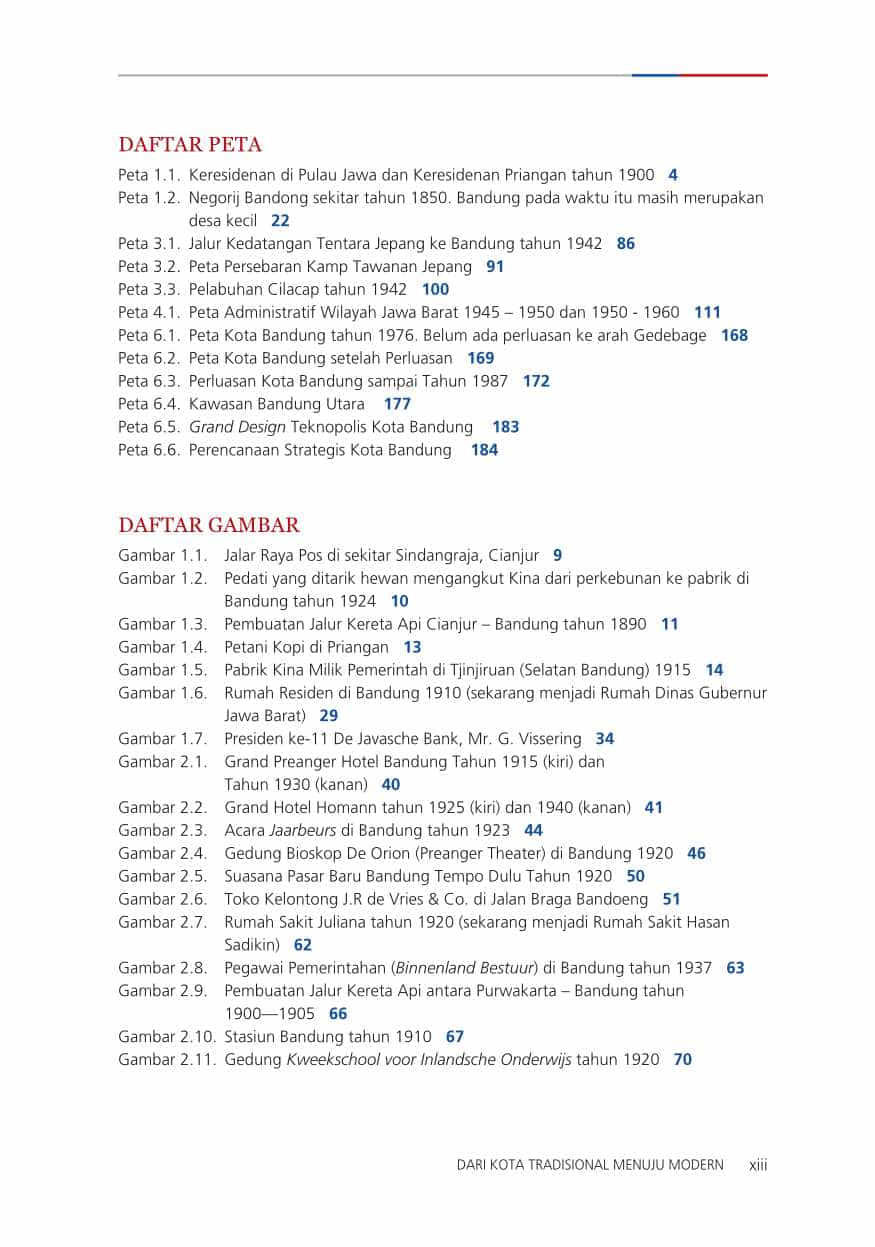 DAFTAR PETA
Peta 1.1. Keresidenan di Pulau Jawa dan Keresidenan Priangan tahun 1900 4
Peta 1.2. Negorij Bandong sekitar tahun 1850. Bandung pada waktu itu masih merupakan
desa kecil 22
Peta 3.1. Jalur Kedatangan Tentara Jepang ke Bandung tahun 1942 86
Peta 3.2. Peta Persebaran Kamp Tawanan Jepang 91
Peta 3.3. Pelabuhan Cilacap tahun 1942 100
Peta 4.1. Peta Administratif Wilayah Jawa Barat 1945 – 1950 dan 1950 - 1960 111
Peta 6.1. Peta Kota Bandung tahun 1976. Belum ada perluasan ke arah Gedebage 168
Peta 6.2. Peta Kota Bandung setelah Perluasan 169
Peta 6.3. Perluasan Kota Bandung sampai Tahun 1987 172
Peta 6.4. Kawasan Bandung Utara 177
Peta 6.5. Grand Design Teknopolis Kota Bandung 183
Peta 6.6. Perencanaan Strategis Kota Bandung 184
DAFTAR GAMBAR
Gambar 1.1. Jalar Raya Pos di sekitar Sindangraja, Cianjur 9
Gambar 1.2. Pedati yang ditarik hewan mengangkut Kina dari perkebunan ke pabrik di
Bandung tahun 1924 10
Gambar 1.3. Pembuatan Jalur Kereta Api Cianjur – Bandung tahun 1890 11
Gambar 1.4. Petani Kopi di Priangan 13
Gambar 1.5. Pabrik Kina Milik Pemerintah di Tjinjiruan (Selatan Bandung) 1915 14
Gambar 1.6. Rumah Residen di Bandung 1910 (sekarang menjadi Rumah Dinas Gubernur
Jawa Barat) 29
Gambar 1.7. Presiden ke-11 De Javasche Bank, Mr. G. Vissering 34
Gambar 2.1. Grand Preanger Hotel Bandung Tahun 1915 (kiri) dan
Tahun 1930 (kanan) 40
Gambar 2.2. Grand Hotel Homann tahun 1925 (kiri) dan 1940 (kanan) 41
Gambar 2.3. Acara Jaarbeurs di Bandung tahun 1923 44
Gambar 2.4. Gedung Bioskop De Orion (Preanger Theater) di Bandung 1920 46
Gambar 2.5. Suasana Pasar Baru Bandung Tempo Dulu Tahun 1920 50
Gambar 2.6. Toko Kelontong J.R de Vries & Co. di Jalan Braga Bandoeng 51
Gambar 2.7. Rumah Sakit Juliana tahun 1920 (sekarang menjadi Rumah Sakit Hasan
Sadikin) 62
Gambar 2.8. Pegawai Pemerintahan (Binnenland Bestuur) di Bandung tahun 1937 63
Gambar 2.9. Pembuatan Jalur Kereta Api antara Purwakarta – Bandung tahun
1900—1905 66
Gambar 2.10. Stasiun Bandung tahun 1910 67
Gambar 2.11. Gedung Kweekschool voor Inlandsche Onderwijs tahun 1920 70
DARI KOTA TRADISIONAL MENUJU MODERN xiii